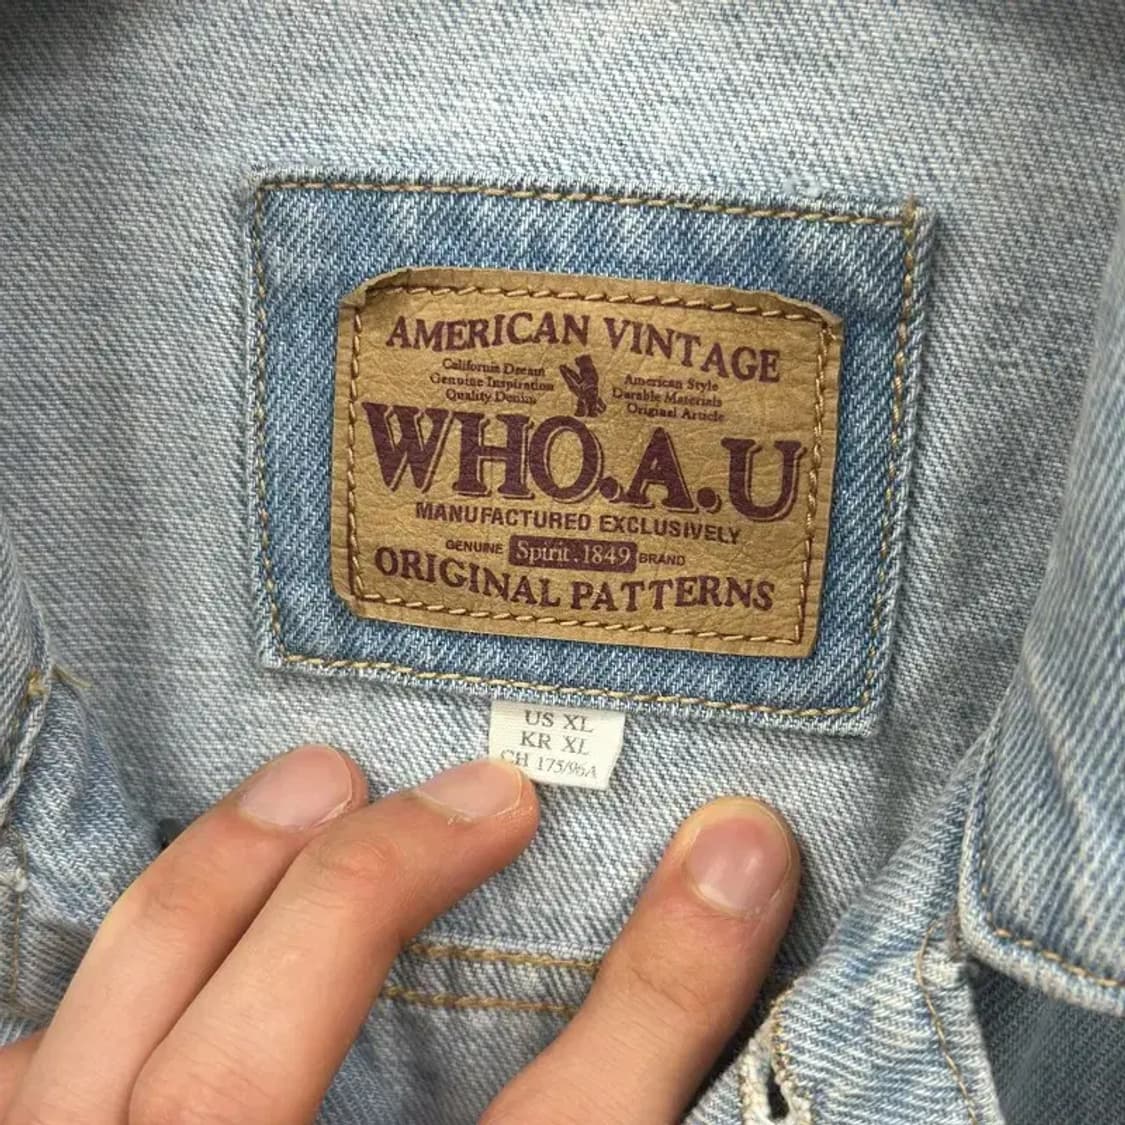 AMERICAN VINTAGE
California Dream
Genuine Inspiration
Quality Denim
American Style
Durable Materials
Original Article
WHO.A.U
MANUFACTURED EXCLUSIVELY
GENUINE Spirit.1849 BRAND
ORIGINAL PATTERNS
US XL
KR XL
CH 175/96A